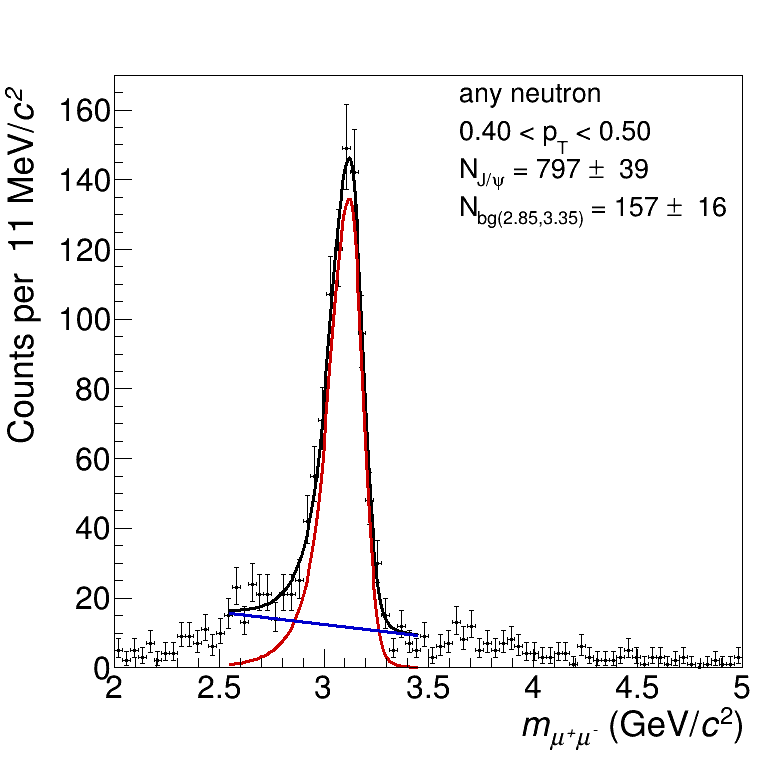 any neutron
0.40 < p_T < 0.50
N_J/ψ = 797 ± 39
N_bg(2.85,3.35) = 157 ± 16
Counts per 11 MeV/c²
160
140
120
100
80
60
40
20
0
2 2.5 3 3.5 4 4.5 5
m_μ⁺μ⁻ (GeV/c²)